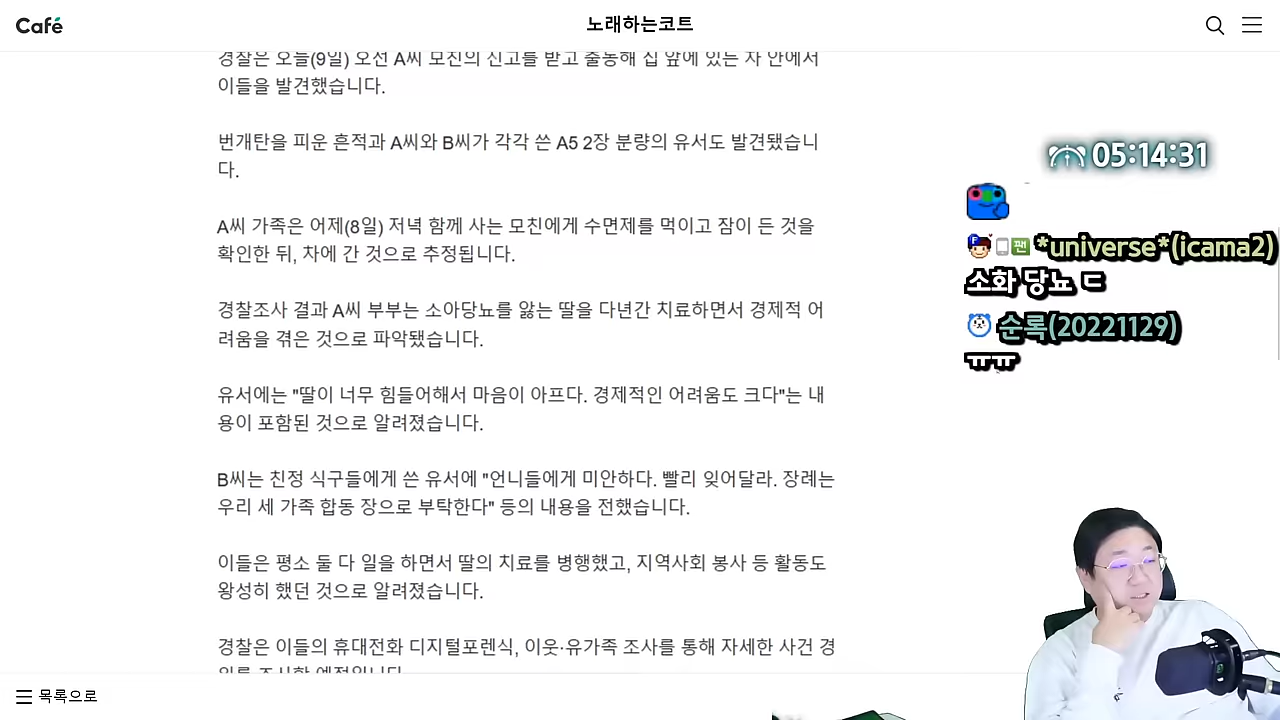 Café
노래하는코트
경찰은 오늘(9일) 오전 A씨 모친의 신고를 받고 출동해 집 앞에 있는 차 안에서
이들을 발견했습니다.
번개탄을 피운 흔적과 A씨와 B씨가 각각 쓴 A5 2장 분량의 유서도 발견됐습니
다.
A씨 가족은 어제(8일) 저녁 함께 사는 모친에게 수면제를 먹이고 잠이 든 것을
확인한 뒤, 차에 간 것으로 추정됩니다.
경찰조사 결과 A씨 부부는 소아당뇨를 앓는 딸을 다년간 치료하면서 경제적 어
려움을 겪은 것으로 파악됐습니다.
유서에는 "딸이 너무 힘들어해서 마음이 아프다. 경제적인 어려움도 크다"는 내
용이 포함된 것으로 알려졌습니다.
B씨는 친정 식구들에게 쓴 유서에 "언니들에게 미안하다. 빨리 잊어달라. 장례는
우리 세 가족 합동 장으로 부탁한다" 등의 내용을 전했습니다.
이들은 평소 둘 다 일을 하면서 딸의 치료를 병행했고, 지역사회 봉사 등 활동도
왕성히 했던 것으로 알려졌습니다.
경찰은 이들의 휴대전화 디지털포렌식, 이웃·유가족 조사를 통해 자세한 사건 경
위를 조사할 예정입니다.
목록으로
05:14:31
팬 *universe*(icama2)
소화 당뇨 ㄷ
순록(20221129)
ㅠㅠ